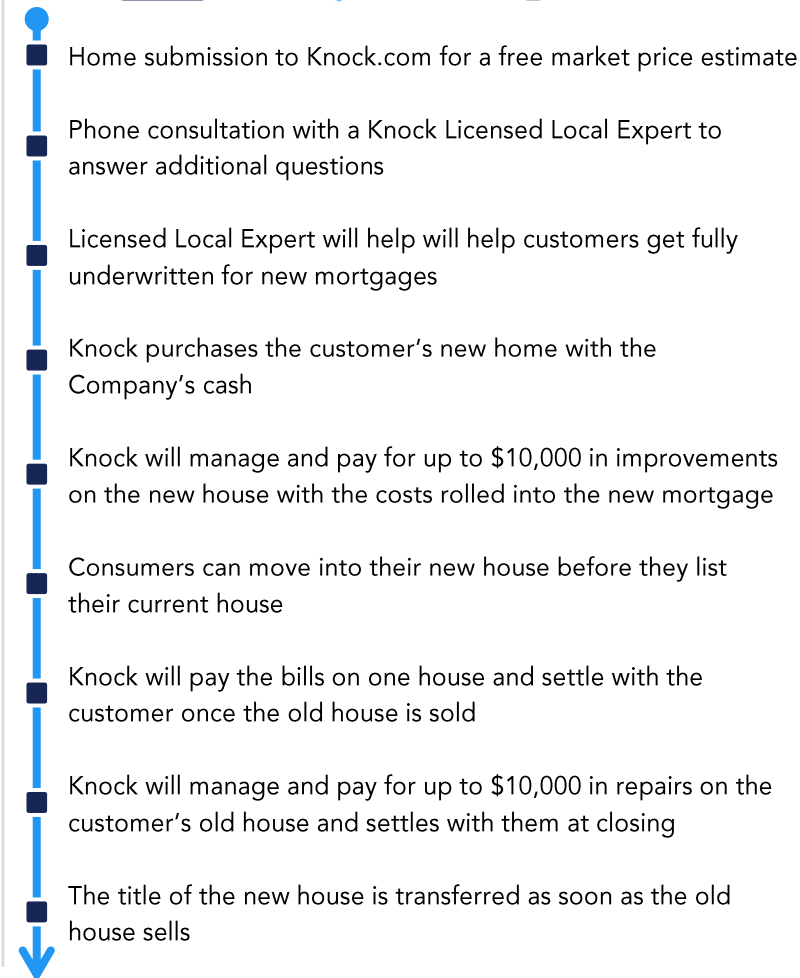 Home submission to Knock.com for a free market price estimate
Phone consultation with a Knock Licensed Local Expert to
answer additional questions
Licensed Local Expert will help will help customers get fully
underwritten for new mortgages
Knock purchases the customer’s new home with the
Company’s cash
Knock will manage and pay for up to $10,000 in improvements
on the new house with the costs rolled into the new mortgage
Consumers can move into their new house before they list
their current house
Knock will pay the bills on one house and settle with the
customer once the old house is sold
Knock will manage and pay for up to $10,000 in repairs on the
customer’s old house and settles with them at closing
The title of the new house is transferred as soon as the old
house sells